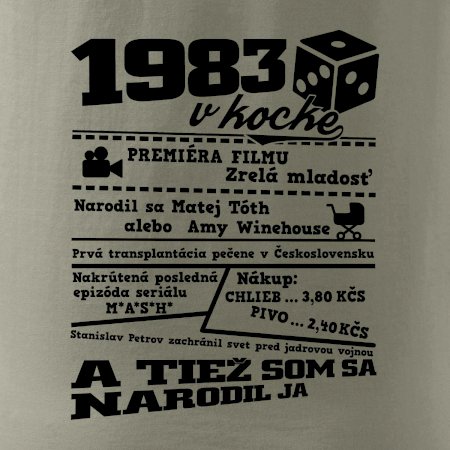 1983
v kocke
PREMIÉRA FILMU
Zrelá mladosť
Narodil sa Matej Tóth
alebo Amy Winehouse
Prvá transplantácia pečene v Československu
Nakrútená posledná
epizóda seriálu
M*A*S*H*
Nákup:
CHLIEB ... 3,80 KČS
PIVO ... 2,40 KČS
Stanislav Petrov zachránil svet pred jadrovou vojnou
A TIEŽ SOM SA
NARODIL JA